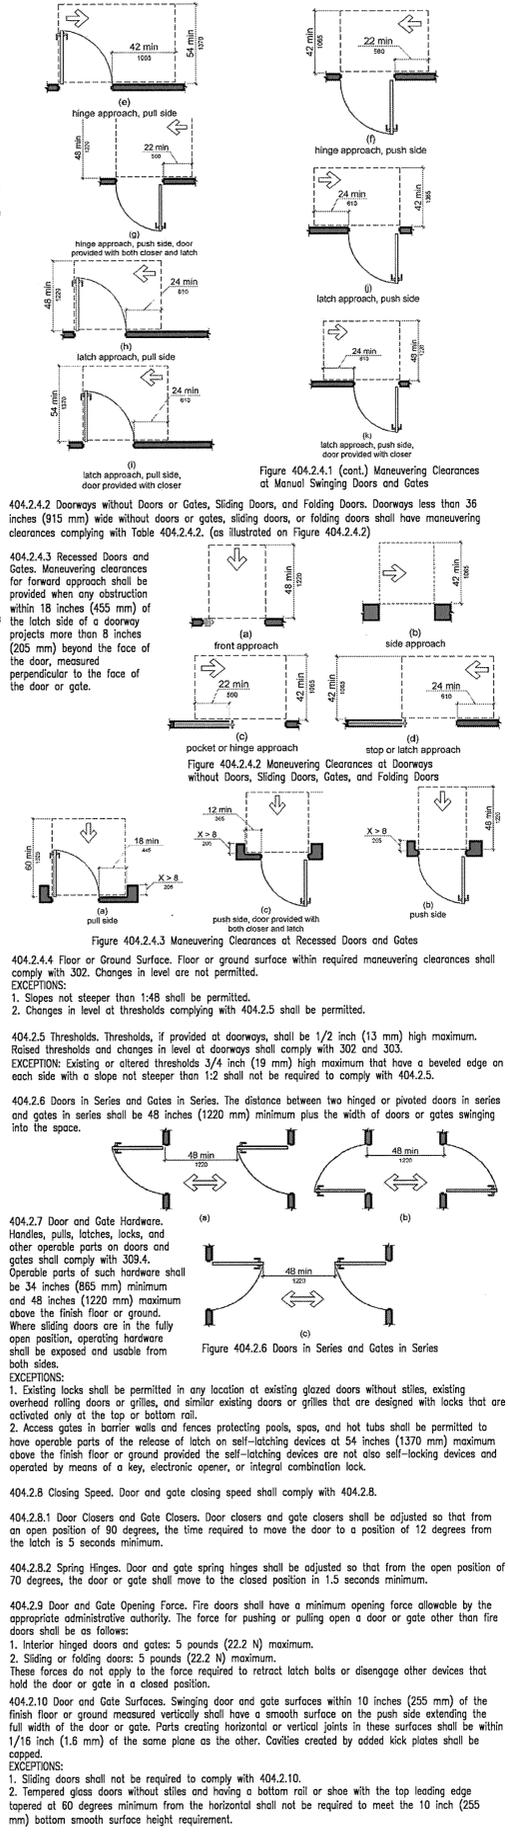 42 min
1065
54 min
1370
(e)
hinge approach, pull side
42 min
1065
22 min
560
(f)
hinge approach, push side
48 min
1220
22 min
(g)
hinge approach, push side, door
provided with both closer and latch
24 min
610
42 min
1065
(j)
latch approach, push side
48 min
1220
24 min
610
(h)
latch approach, pull side
24 min
610
48 min
1220
(k)
latch approach, push side,
door provided with closer
54 min
1370
24 min
610
(i)
latch approach, pull side,
door provided with closer
Figure 404.2.4.1 (cont.) Maneuvering Clearances
at Manual Swinging Doors and Gates
404.2.4.2 Doorways without Doors or Gates, Sliding Doors, and Folding Doors. Doorways less than 36
inches (915 mm) wide without doors or gates, sliding doors, or folding doors shall have maneuvering
clearances complying with Table 404.2.4.2. (as illustrated on Figure 404.2.4.2)
404.2.4.3 Recessed Doors and
Gates. Maneuvering clearances
for forward approach shall be
provided when any obstruction
within 18 inches (455 mm) of
the latch side of a doorway
projects more than 8 inches
(205 mm) beyond the face of
the door, measured
perpendicular to the face of
the door or gate.
48 min
1220
(a)
front approach
42 min
1065
(b)
side approach
22 min
560
42 min
1065
(c)
pocket or hinge approach
42 min
1065
24 min
610
(d)
stop or latch approach
Figure 404.2.4.2 Maneuvering Clearances at Doorways
without Doors, Sliding Doors, Gates, and Folding Doors
60 min
18 min
X > 8
205
(a)
pull side
12 min
305
X > 8
205
(c)
push side, door provided with
both closer and latch
48 min
1220
X > 8
205
(b)
push side
Figure 404.2.4.3 Maneuvering Clearances at Recessed Doors and Gates
404.2.4.4 Floor or Ground Surface. Floor or ground surface within required maneuvering clearances shall
comply with 302. Changes in level are not permitted.
EXCEPTIONS:
1. Slopes not steeper than 1:48 shall be permitted.
2. Changes in level at thresholds complying with 404.2.5 shall be permitted.
404.2.5 Thresholds. Thresholds, if provided at doorways, shall be 1/2 inch (13 mm) high maximum.
Raised thresholds and changes in level at doorways shall comply with 302 and 303.
EXCEPTION: Existing or altered thresholds 3/4 inch (19 mm) high maximum that have a beveled edge on
each side with a slope not steeper than 1:2 shall not be required to comply with 404.2.5.
404.2.6 Doors in Series and Gates in Series. The distance between two hinged or pivoted doors in series
and gates in series shall be 48 inches (1220 mm) minimum plus the width of doors or gates swinging
into the space.
48 min
1220
(a)
48 min
1220
(b)
404.2.7 Door and Gate Hardware.
Handles, pulls, latches, locks, and
other operable parts on doors and
gates shall comply with 309.4.
Operable parts of such hardware shall
be 34 inches (865 mm) minimum
and 48 inches (1220 mm) maximum
above the finish floor or ground.
Where sliding doors are in the fully
open position, operating hardware
shall be exposed and usable from
both sides.
48 min
1220
(c)
Figure 404.2.6 Doors in Series and Gates in Series
EXCEPTIONS:
1. Existing locks shall be permitted in any location at existing glazed doors without stiles, existing
overhead rolling doors or grilles, and similar existing doors or grilles that are designed with locks that are
activated only at the top or bottom rail.
2. Access gates in barrier walls and fences protecting pools, spas, and hot tubs shall be permitted to
have operable parts of the release of latch on self-latching devices at 54 inches (1370 mm) maximum
above the finish floor or ground provided the self-latching devices are not also self-locking devices and
operated by means of a key, electronic opener, or integral combination lock.
404.2.8 Closing Speed. Door and gate closing speed shall comply with 404.2.8.
404.2.8.1 Door Closers and Gate Closers. Door closers and gate closers shall be adjusted so that from
an open position of 90 degrees, the time required to move the door to a position of 12 degrees from
the latch is 5 seconds minimum.
404.2.8.2 Spring Hinges. Door and gate spring hinges shall be adjusted so that from the open position of
70 degrees, the door or gate shall move to the closed position in 1.5 seconds minimum.
404.2.9 Door and Gate Opening Force. Fire doors shall have a minimum opening force allowable by the
appropriate administrative authority. The force for pushing or pulling open a door or gate other than fire
doors shall be as follows:
1. Interior hinged doors and gates: 5 pounds (22.2 N) maximum.
2. Sliding or folding doors: 5 pounds (22.2 N) maximum.
These forces do not apply to the force required to retract latch bolts or disengage other devices that
hold the door or gate in a closed position.
404.2.10 Door and Gate Surfaces. Swinging door and gate surfaces within 10 inches (255 mm) of the
finish floor or ground measured vertically shall have a smooth surface on the push side extending the
full width of the door or gate. Parts creating horizontal or vertical joints in these surfaces shall be within
1/16 inch (1.6 mm) of the same plane as the other. Cavities created by added kick plates shall be
capped.
EXCEPTIONS:
1. Sliding doors shall not be required to comply with 404.2.10.
2. Tempered glass doors without stiles and having a bottom rail or shoe with the top leading edge
tapered at 60 degrees minimum from the horizontal shall not be required to meet the 10 inch (255
mm) bottom smooth surface height requirement.